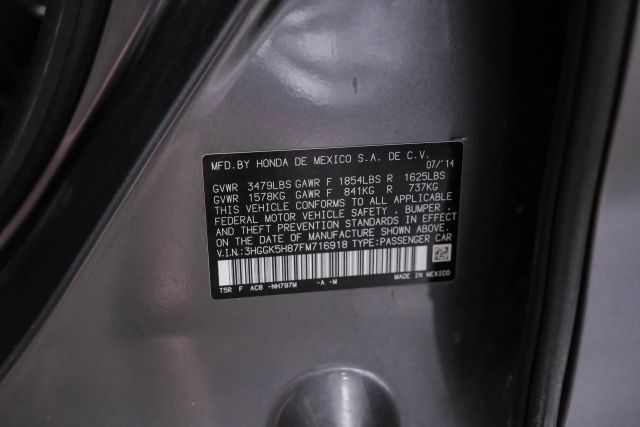 MFD.BY HONDA DE MEXICO S.A. DE C.V.
07/'14
GVWR 3479LBS GAWR F 1854LBS R 1625LBS
GVWR 1578KG GAWR F 841KG R 737KG
THIS VEHICLE CONFORMS TO ALL APPLICABLE
FEDERAL MOTOR VEHICLE SAFETY , BUMPER ,
AND THEFT PREVENTION STANDARDS IN EFFECT
ON THE DATE OF MANUFACTURE SHOWN ABOVE.
V.I.N.:3HGGK5H87FM716918 TYPE:PASSENGER CAR
MADE IN MEXICO
T5R F AC8 -NH797M -A -M